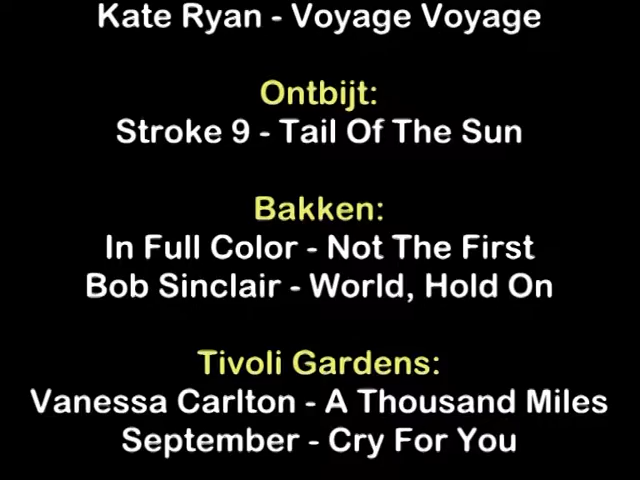 Kate Ryan - Voyage Voyage
Ontbijt:
Stroke 9 - Tail Of The Sun
Bakken:
In Full Color - Not The First
Bob Sinclair - World, Hold On
Tivoli Gardens:
Vanessa Carlton - A Thousand Miles
September - Cry For You